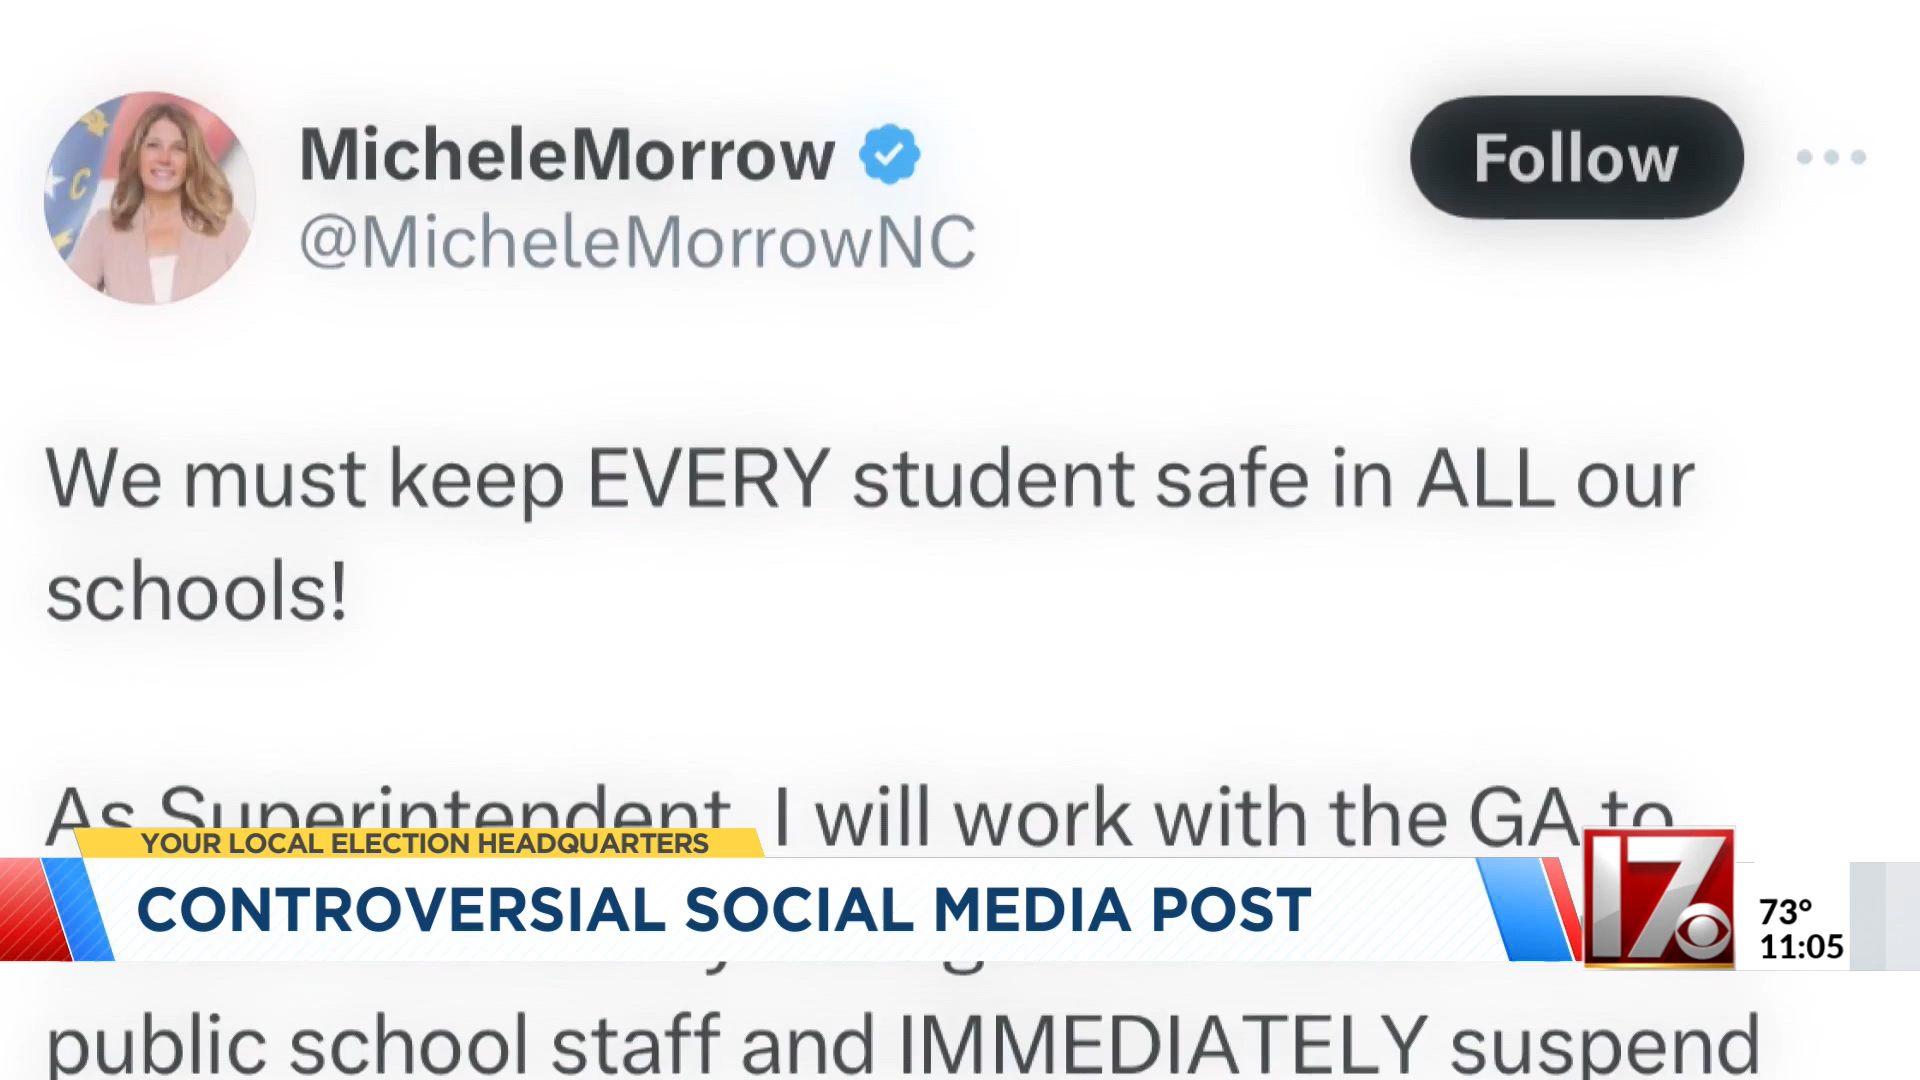 MicheleMorrow
@MicheleMorrowNC
Follow
We must keep EVERY student safe in ALL our
schools!
As Superintendent, I will work with the GA to
YOUR LOCAL ELECTION HEADQUARTERS
CONTROVERSIAL SOCIAL MEDIA POST
17
73°
11:05
public school staff and IMMEDIATELY suspend